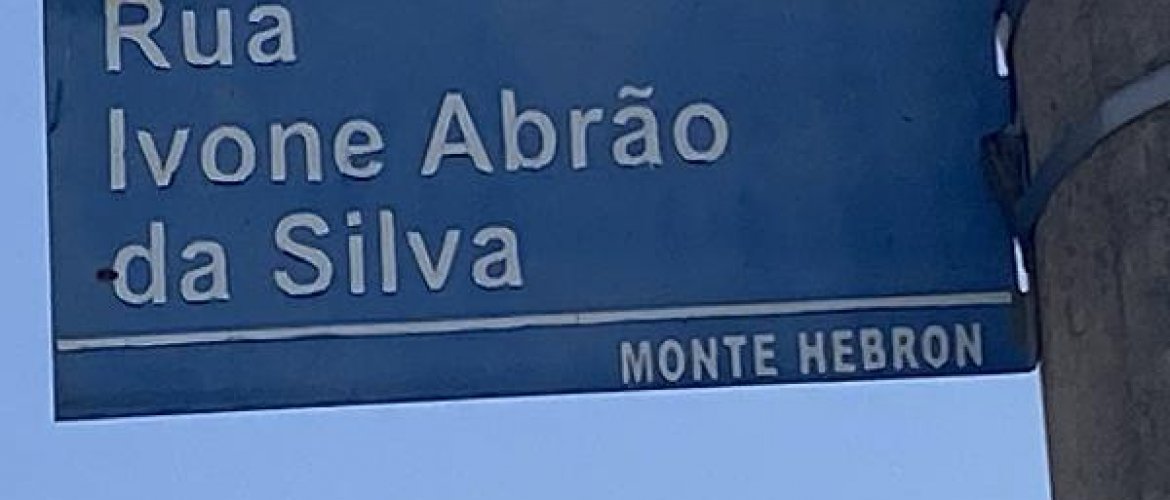 Rua
Ivone Abrão
da Silva
MONTE HEBRON